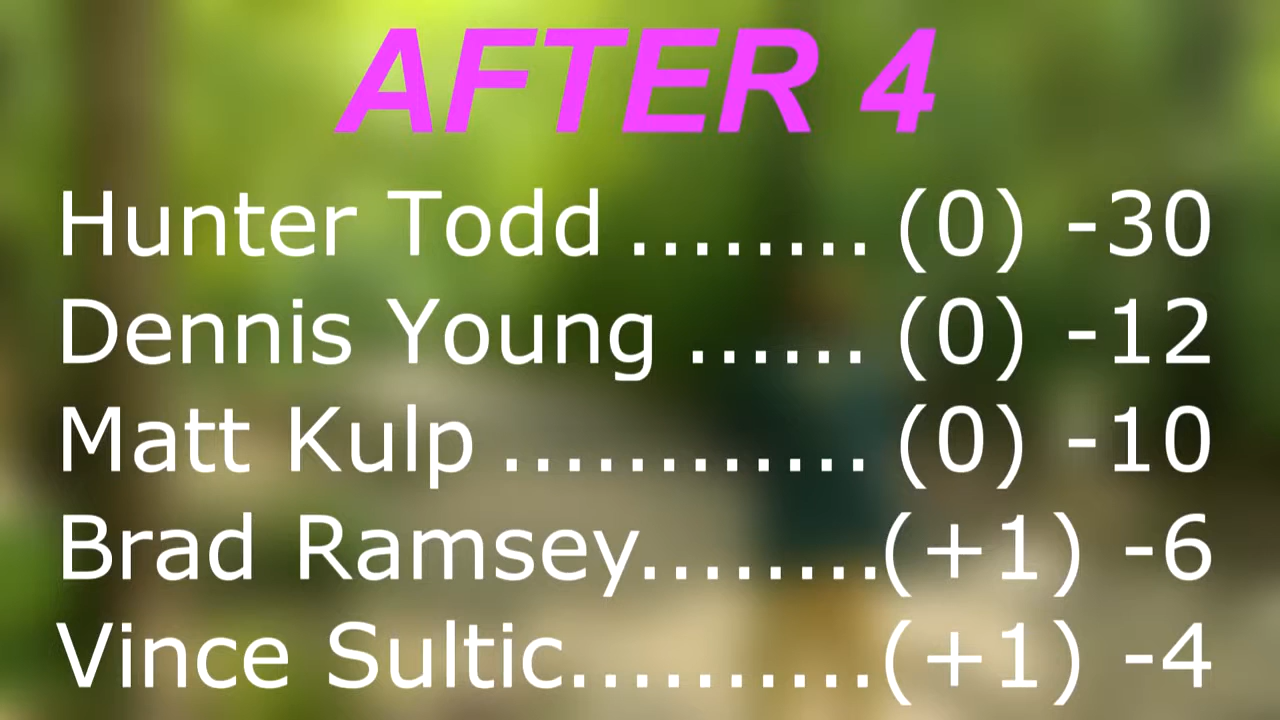 AFTER 4
Hunter Todd ........ (0) -30
Dennis Young ...... (0) -12
Matt Kulp ............ (0) -10
Brad Ramsey........(+1) -6
Vince Sultic..........(+1) -4